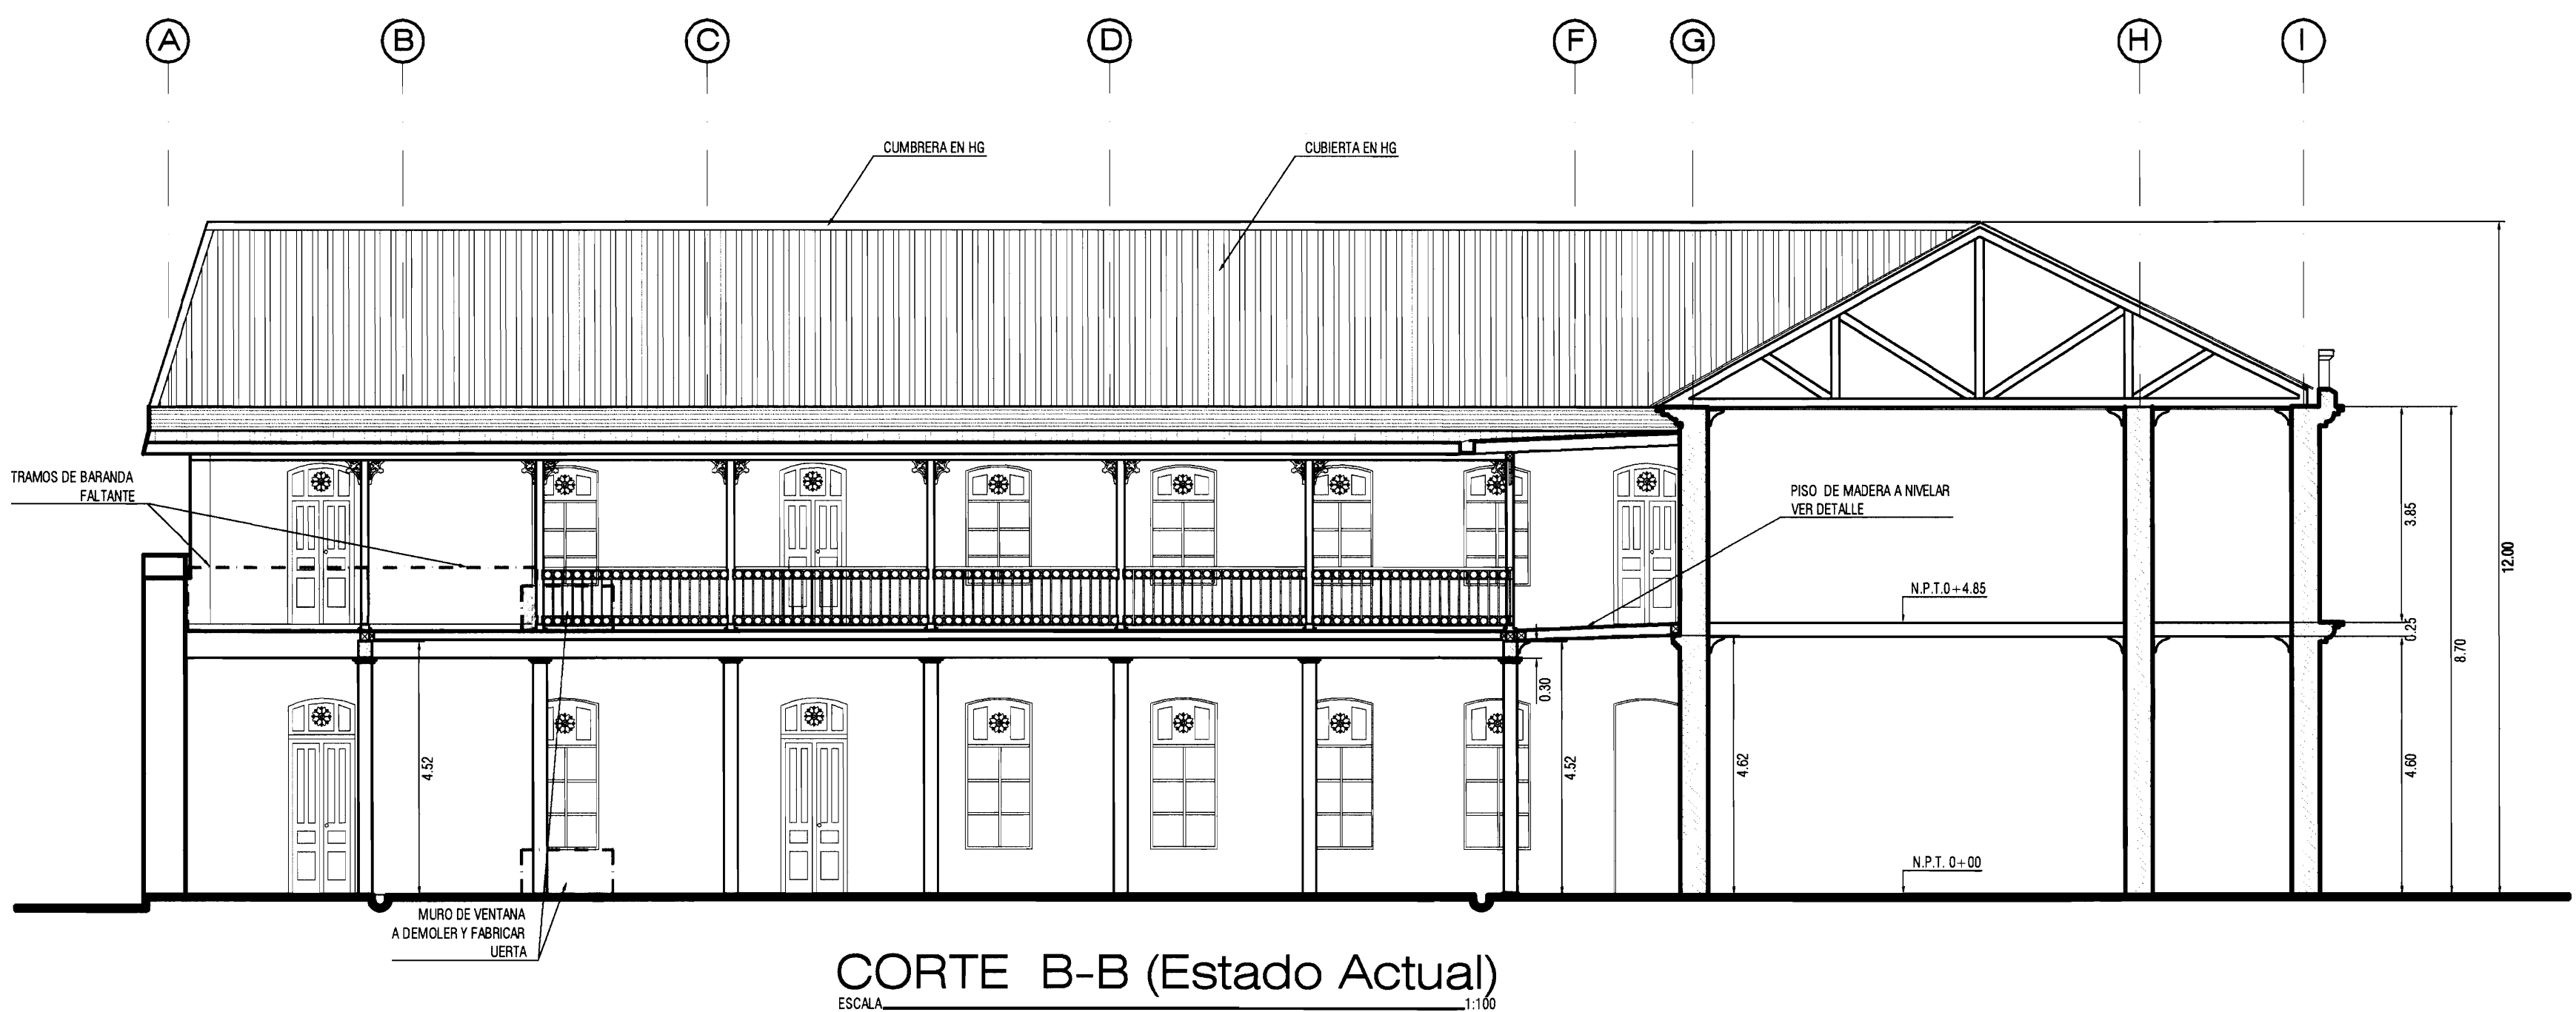 A
B
C
D
F
G
H
I
CUMBRERA EN HG
CUBIERTA EN HG
TRAMOS DE BARANDA
FALTANTE
PISO DE MADERA A NIVELAR
VER DETALLE
3.85
12.00
N.P.T.0+4.85
0.25
8.70
0.30
4.52
4.52
4.62
4.60
N.P.T. 0+00
MURO DE VENTANA
A DEMOLER Y FABRICAR
UERTA
CORTE B-B (Estado Actual)
ESCALA 1:100